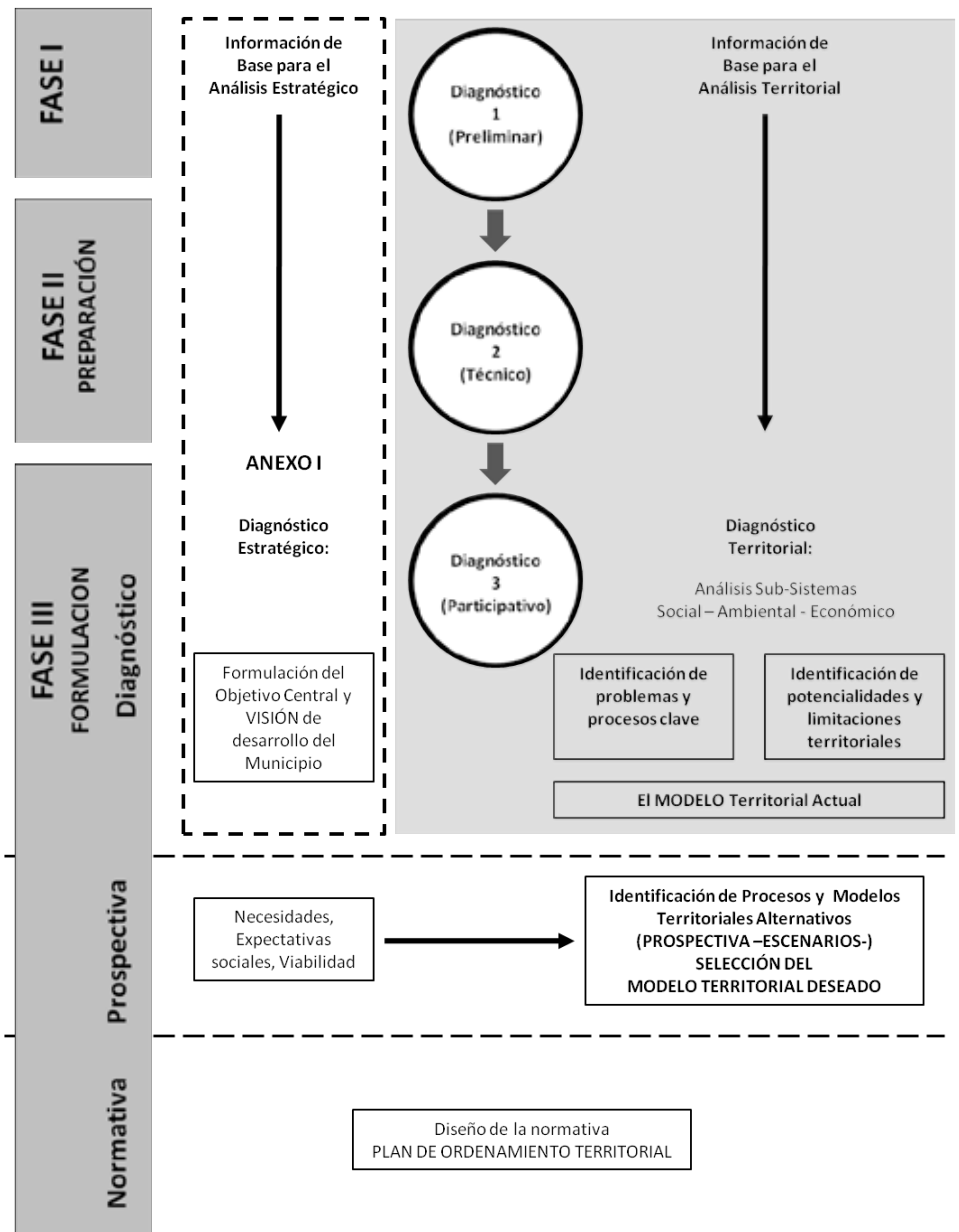 FASE I
Información de
Base para el
Análisis Estratégico
Diagnóstico
1
(Preliminar)
Información de
Base para el
Análisis Territorial
FASE II
PREPARACIÓN
Diagnóstico
2
(Técnico)
FASE III
FORMULACION
Diagnóstico
ANEXO I
Diagnóstico
Estratégico:
Diagnóstico
3
(Participativo)
Diagnóstico
Territorial:
Análisis Sub-Sistemas
Social – Ambiental - Económico
Formulación del
Objetivo Central y
VISIÓN de
desarrollo del
Municipio
Identificación de
problemas y
procesos clave
Identificación de
potencialidades y
limitaciones
territoriales
El MODELO Territorial Actual
Prospectiva
Necesidades,
Expectativas
sociales, Viabilidad
Identificación de Procesos y Modelos
Territoriales Alternativos
(PROSPECTIVA –ESCENARIOS-)
SELECCIÓN DEL
MODELO TERRITORIAL DESEADO
Normativa
Diseño de la normativa
PLAN DE ORDENAMIENTO TERRITORIAL